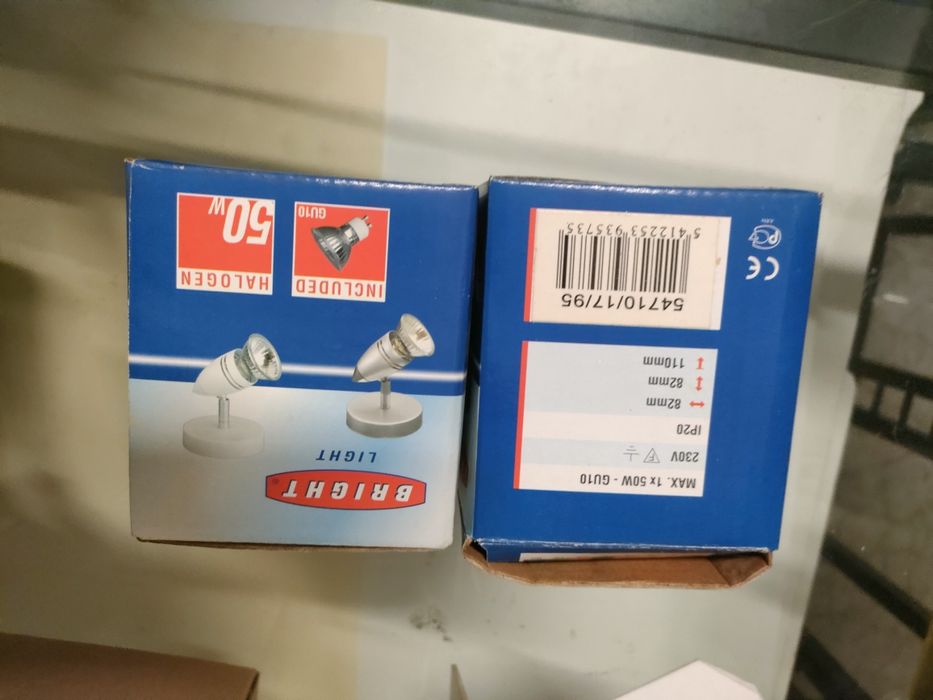 MAX. 1x 50W - GU10
230V
IP20
82mm
82mm
110mm
54710/17/95
5 412253 935735
CE
BRIGHT®
LIGHT
INCLUDED
GU10
HALOGEN
50W